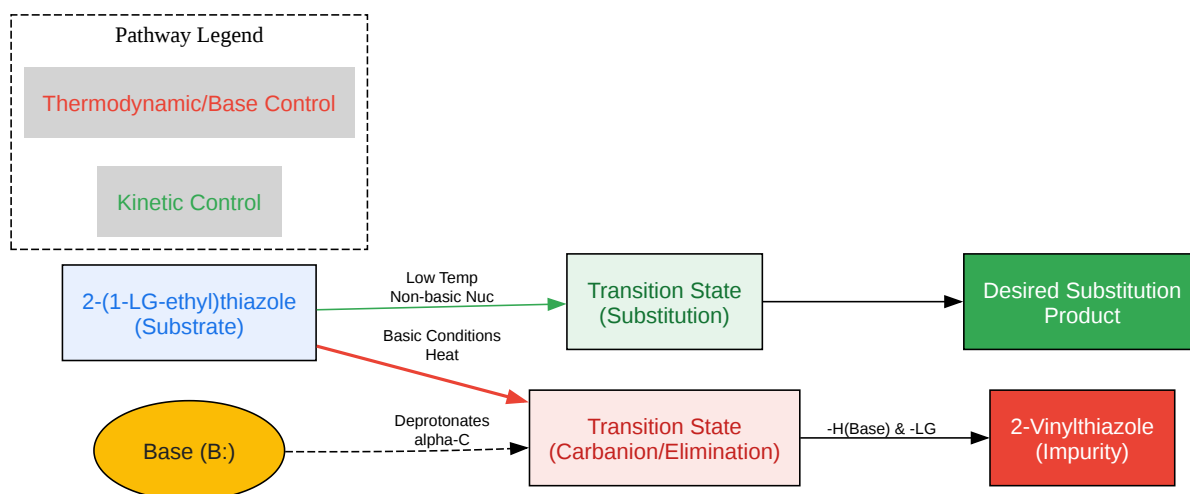 Pathway Legend
Thermodynamic/Base Control
Kinetic Control
2-(1-LG-ethyl)thiazole
(Substrate)
Low Temp
Non-basic Nuc
Transition State
(Substitution)
Desired Substitution
Product
Basic Conditions
Heat
Base (B:)
Deprotonates
alpha-C
Transition State
(Carbanion/Elimination)
-H(Base) & -LG
2-Vinylthiazole
(Impurity)